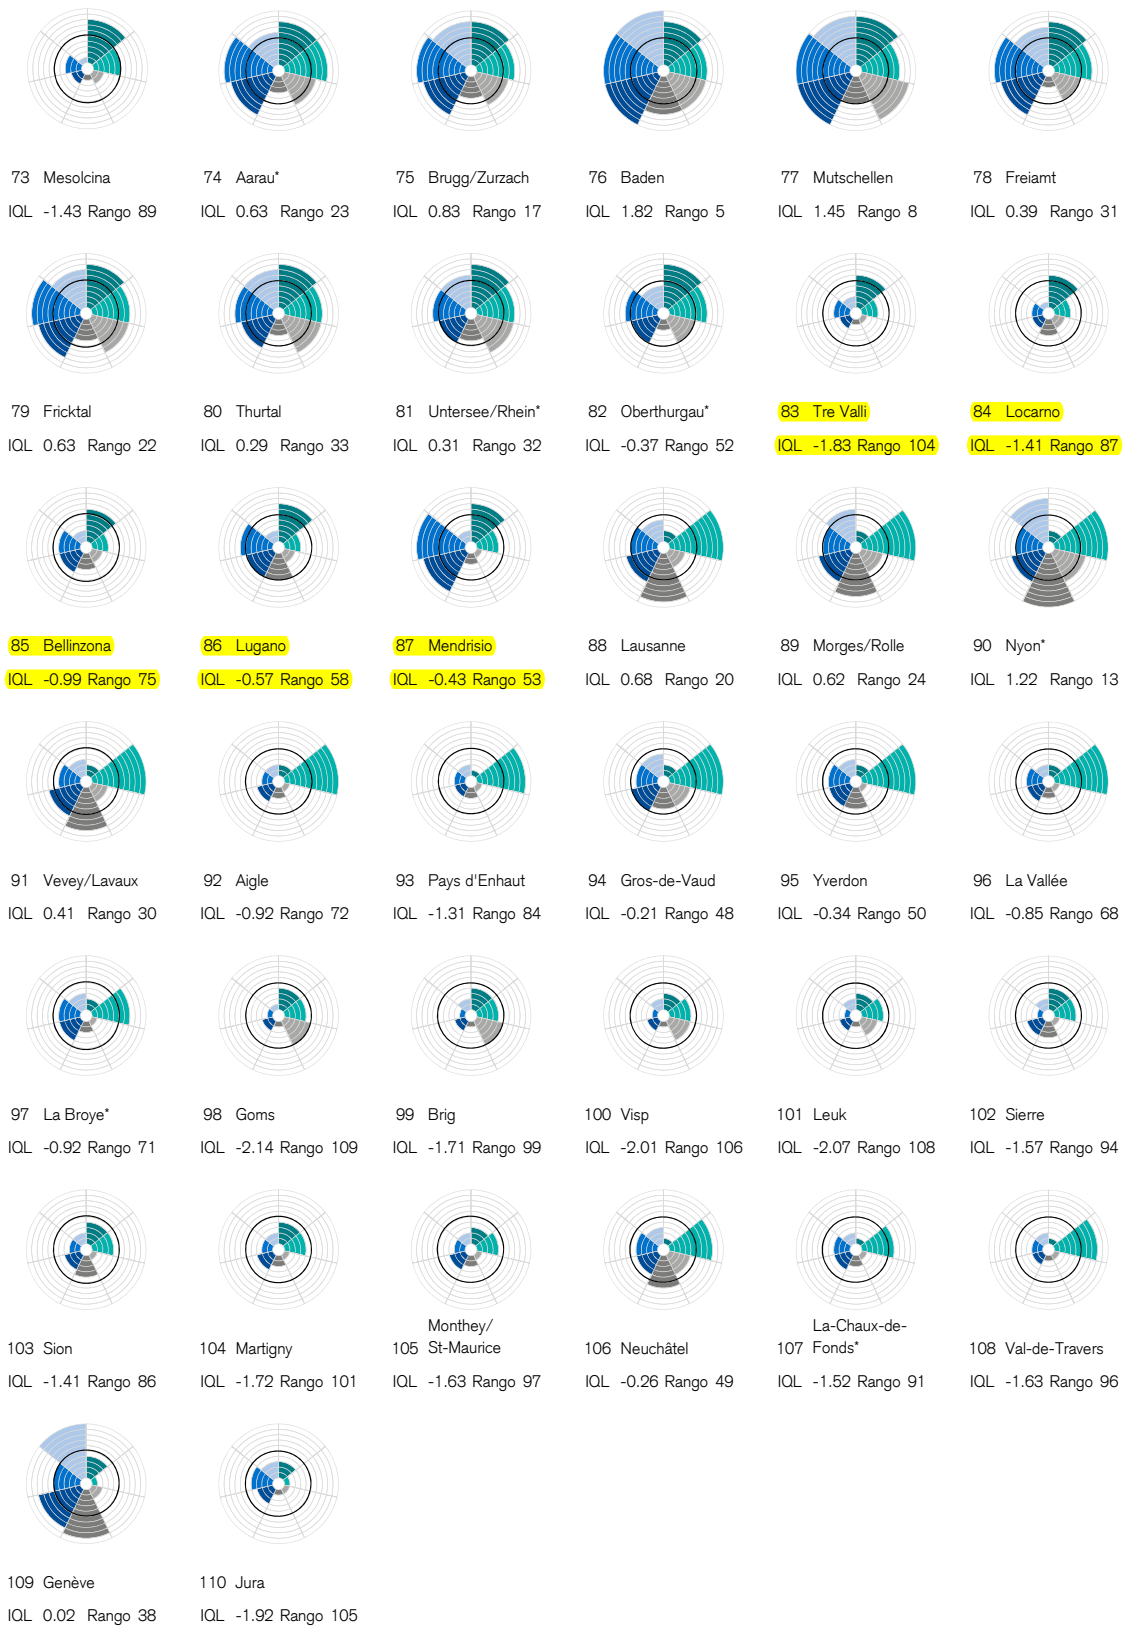 73 Mesolcina
IQL -1.43 Rango 89
74 Aarau*
IQL 0.63 Rango 23
75 Brugg/Zurzach
IQL 0.83 Rango 17
76 Baden
IQL 1.82 Rango 5
77 Mutschellen
IQL 1.45 Rango 8
78 Freiamt
IQL 0.39 Rango 31
79 Fricktal
IQL 0.63 Rango 22
80 Thurtal
IQL 0.29 Rango 33
81 Untersee/Rhein*
IQL 0.31 Rango 32
82 Oberthurgau*
IQL -0.37 Rango 52
83 Tre Valli
IQL -1.83 Rango 104
84 Locarno
IQL -1.41 Rango 87
85 Bellinzona
IQL -0.99 Rango 75
86 Lugano
IQL -0.57 Rango 58
87 Mendrisio
IQL -0.43 Rango 53
88 Lausanne
IQL 0.68 Rango 20
89 Morges/Rolle
IQL 0.62 Rango 24
90 Nyon*
IQL 1.22 Rango 13
91 Vevey/Lavaux
IQL 0.41 Rango 30
92 Aigle
IQL -0.92 Rango 72
93 Pays d'Enhaut
IQL -1.31 Rango 84
94 Gros-de-Vaud
IQL -0.21 Rango 48
95 Yverdon
IQL -0.34 Rango 50
96 La Vallée
IQL -0.85 Rango 68
97 La Broye*
IQL -0.92 Rango 71
98 Goms
IQL -2.14 Rango 109
99 Brig
IQL -1.71 Rango 99
100 Visp
IQL -2.01 Rango 106
101 Leuk
IQL -2.07 Rango 108
102 Sierre
IQL -1.57 Rango 94
103 Sion
IQL -1.41 Rango 86
104 Martigny
IQL -1.72 Rango 101
Monthey/
105 St-Maurice
IQL -1.63 Rango 97
106 Neuchâtel
IQL -0.26 Rango 49
La-Chaux-de-
107 Fonds*
IQL -1.52 Rango 91
108 Val-de-Travers
IQL -1.63 Rango 96
109 Genève
IQL 0.02 Rango 38
110 Jura
IQL -1.92 Rango 105